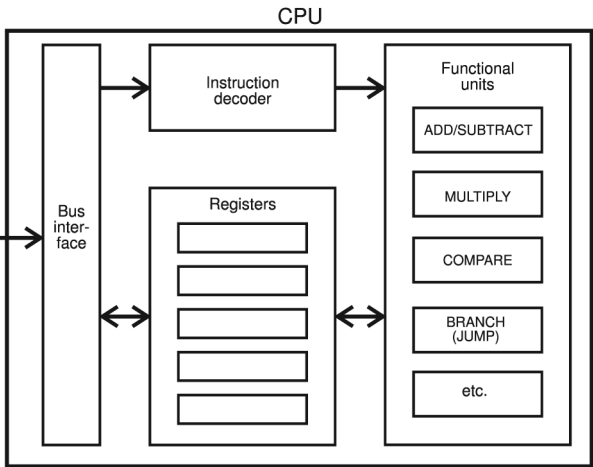 CPU
Bus
inter-
face
Instruction
decoder
Registers
Functional
units
ADD/SUBTRACT
MULTIPLY
COMPARE
BRANCH
(JUMP)
etc.